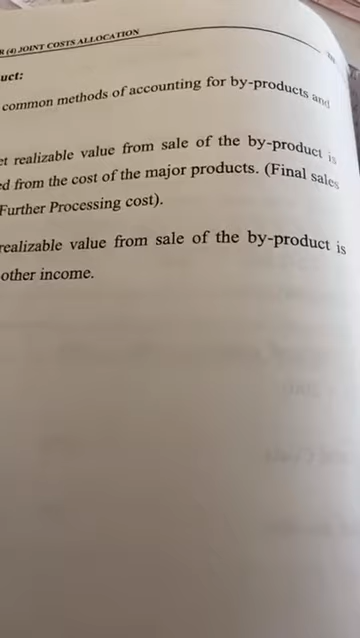 R (4) JOINT COSTS ALLOCATION
uct:
common methods of accounting for by-products and
et realizable value from sale of the by-product is
ed from the cost of the major products. (Final sales
Further Processing cost).
realizable value from sale of the by-product is
other income.